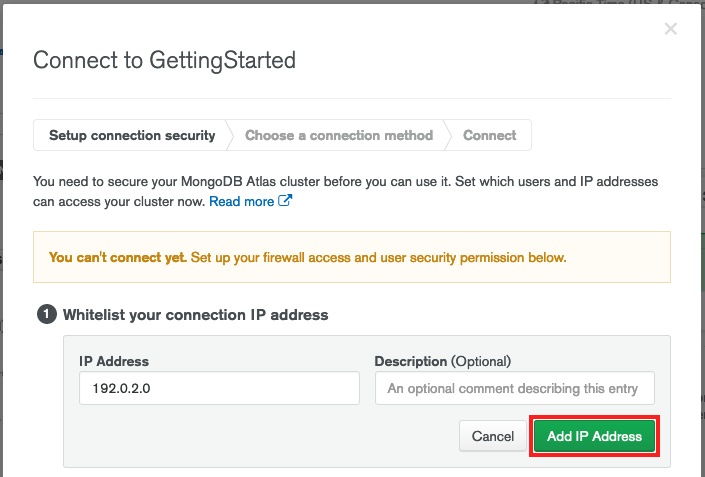 Connect to GettingStarted
Setup connection security Choose a connection method Connect
You need to secure your MongoDB Atlas cluster before you can use it. Set which users and IP addresses
can access your cluster now. Read more
You can't connect yet. Set up your firewall access and user security permission below.
1 Whitelist your connection IP address
IP Address Description (Optional)
192.0.2.0 An optional comment describing this entry
Cancel Add IP Address